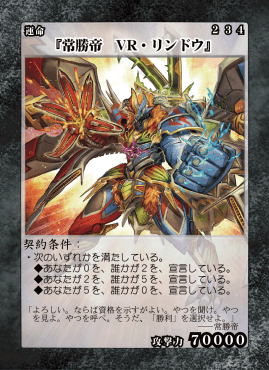 運命 2 3 4
『常勝帝 VR・リンドウ』
契約条件：
・次のいずれかを満たしている。
◆あなたが０を、誰かが２を、宣言している。
◆あなたが２を、誰かが５を、宣言している。
◆あなたが５を、誰かが０を、宣言している。
「よろしい。ならば資格を示すがよい。やつを聞け。やつ
を見よ。やつを呼べ。そうだ、「勝利」を選択せよ。」
――常勝帝
攻撃力 70000